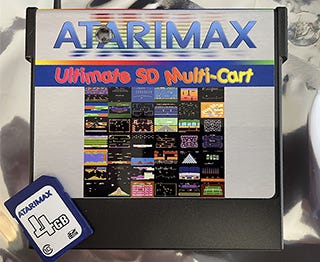 ATARIMAX
Ultimate SD Multi-Cart
ATARIMAX
4GB